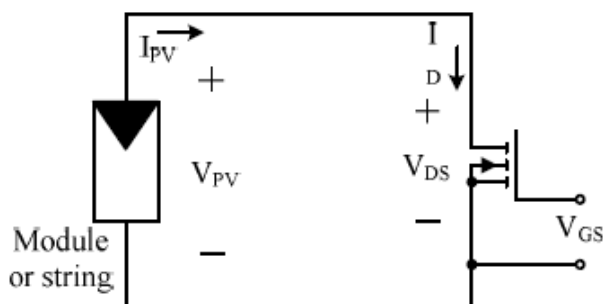 I
IPV
D
+
+
VPV
VDS
VGS
Module
or string
−
−